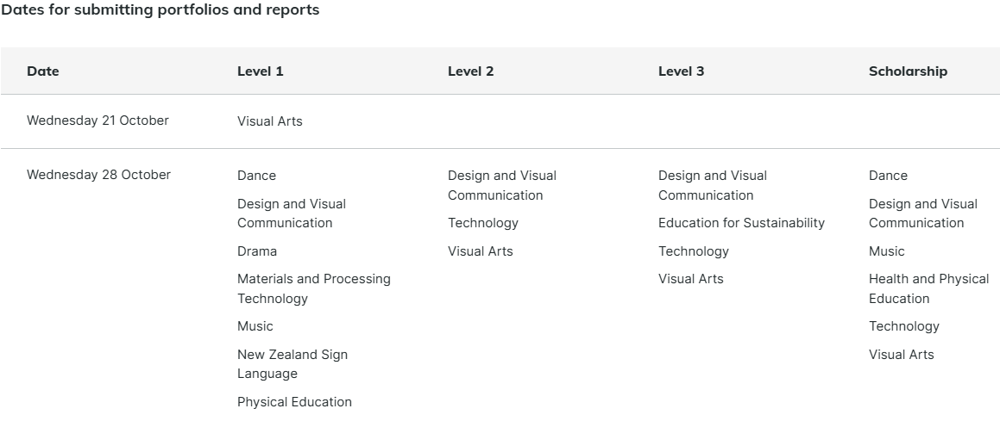 Dates for submitting portfolios and reports
Date
Level 1
Level 2
Level 3
Scholarship
Wednesday 21 October
Visual Arts
Wednesday 28 October
Dance
Design and Visual
Communication
Drama
Materials and Processing
Technology
Music
New Zealand Sign
Language
Physical Education
Design and Visual
Communication
Technology
Visual Arts
Design and Visual
Communication
Education for Sustainability
Technology
Visual Arts
Dance
Design and Visual
Communication
Music
Health and Physical
Education
Technology
Visual Arts